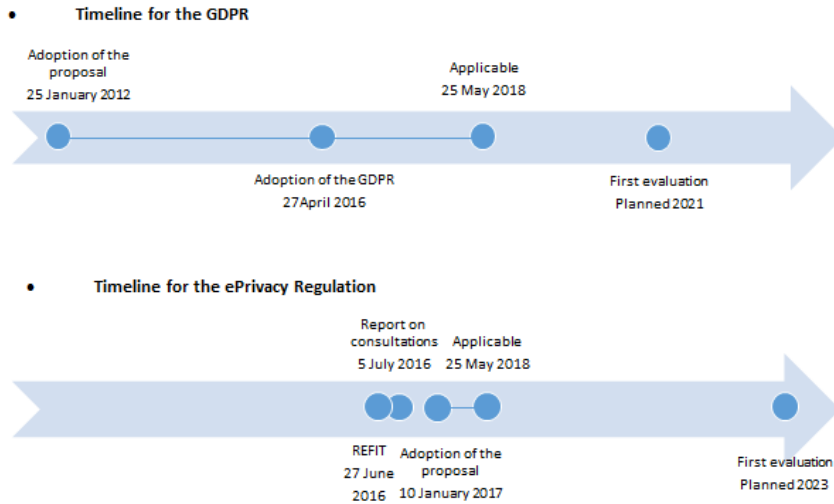 • Timeline for the GDPR
Adoption of the
proposal
25 January 2012
Applicable
25 May 2018
Adoption of the GDPR
27April 2016
First evaluation
Planned 2021
• Timeline for the ePrivacy Regulation
Report on
consultations
5 July 2016
Applicable
25 May 2018
REFIT
27 June
2016
Adoption of the
proposal
10 January 2017
First evaluation
Planned 2023